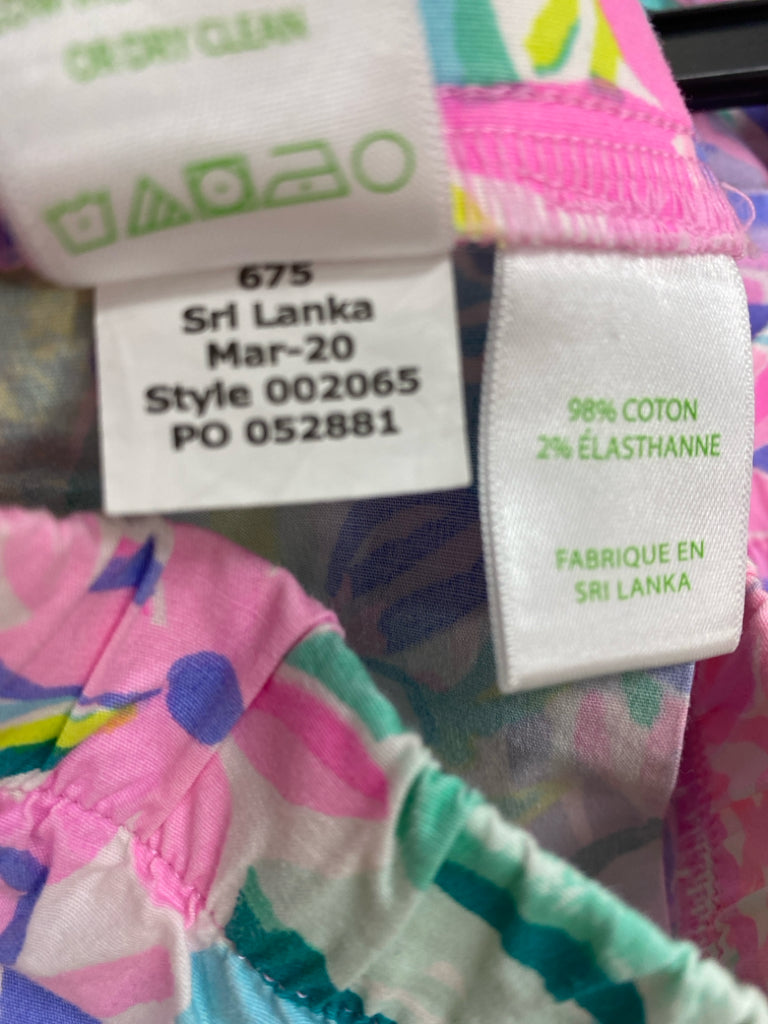 OR DRY CLEAN
675
Sri Lanka
Mar-20
Style 002065
PO 052881
98% COTON
2% ÉLASTHANNE
FABRIQUE EN
SRI LANKA